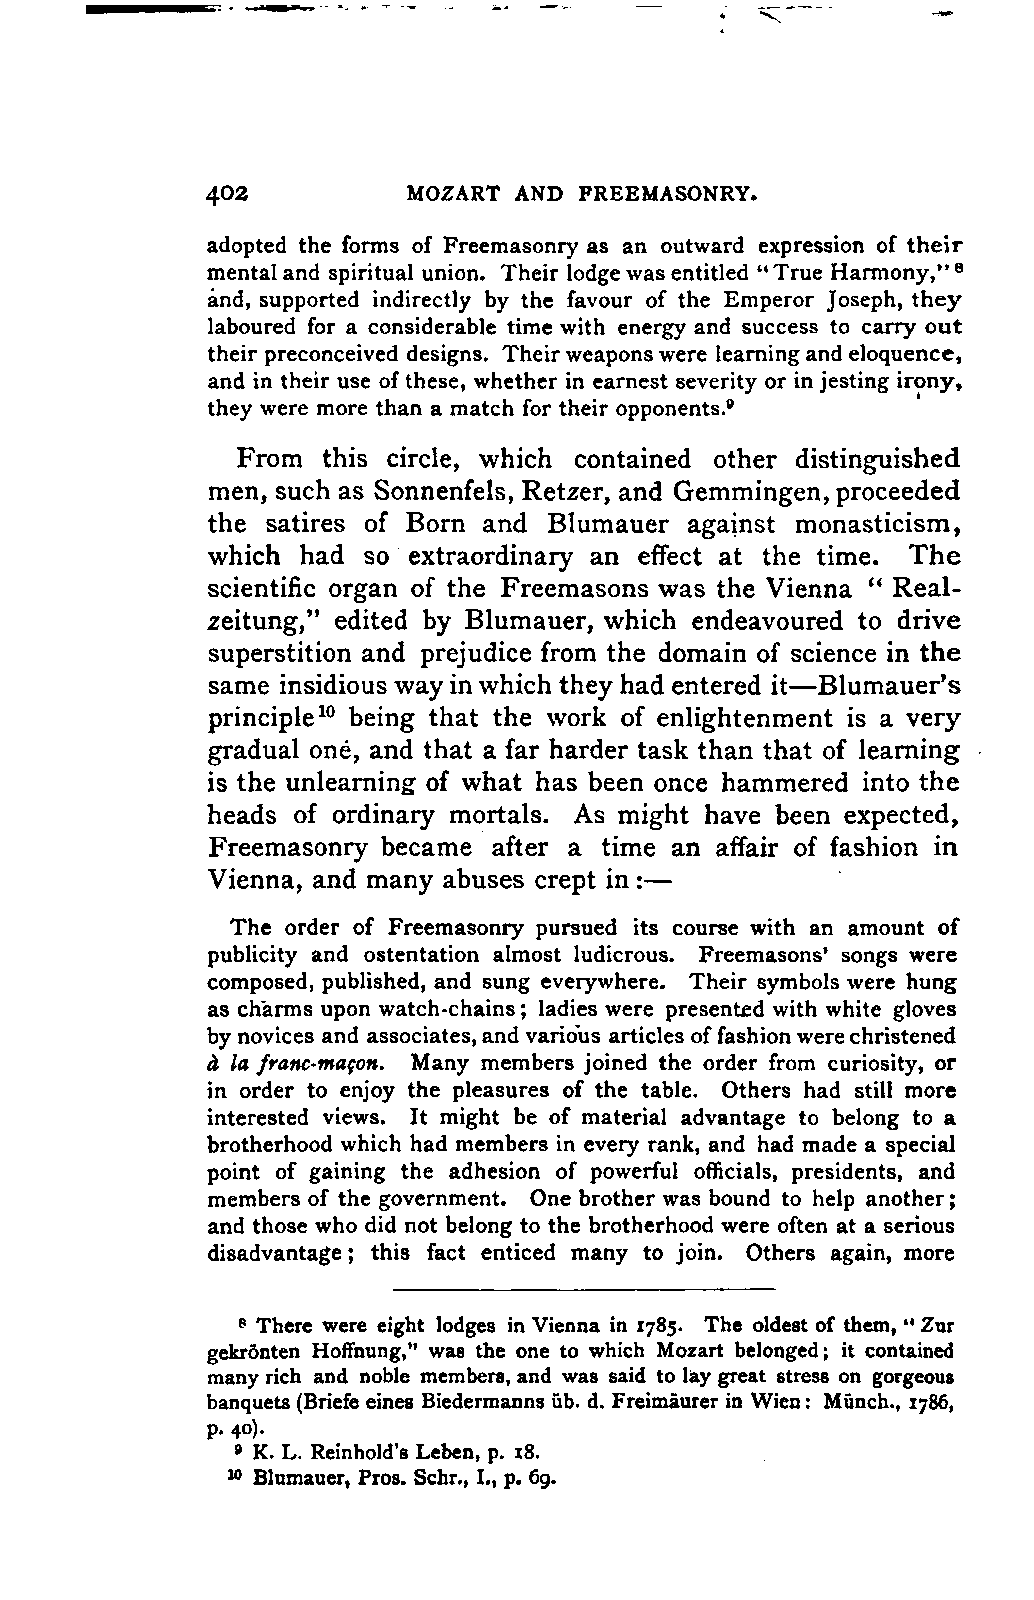 402 MOZART AND FREEMASONRY.
adopted the forms of Freemasonry as an outward expression of their
mental and spiritual union. Their lodge was entitled “True Harmony,”⁸
and, supported indirectly by the favour of the Emperor Joseph, they
laboured for a considerable time with energy and success to carry out
their preconceived designs. Their weapons were learning and eloquence,
and in their use of these, whether in earnest severity or in jesting irony,
they were more than a match for their opponents.⁹
From this circle, which contained other distinguished
men, such as Sonnenfels, Retzer, and Gemmingen, proceeded
the satires of Born and Blumauer against monasticism,
which had so extraordinary an effect at the time. The
scientific organ of the Freemasons was the Vienna “ Real-
zeitung,” edited by Blumauer, which endeavoured to drive
superstition and prejudice from the domain of science in the
same insidious way in which they had entered it—Blumauer’s
principle¹⁰ being that the work of enlightenment is a very
gradual one, and that a far harder task than that of learning
is the unlearning of what has been once hammered into the
heads of ordinary mortals. As might have been expected,
Freemasonry became after a time an affair of fashion in
Vienna, and many abuses crept in :—
The order of Freemasonry pursued its course with an amount of
publicity and ostentation almost ludicrous. Freemasons’ songs were
composed, published, and sung everywhere. Their symbols were hung
as charms upon watch-chains ; ladies were presented with white gloves
by novices and associates, and various articles of fashion were christened
à la franc-maçon. Many members joined the order from curiosity, or
in order to enjoy the pleasures of the table. Others had still more
interested views. It might be of material advantage to belong to a
brotherhood which had members in every rank, and had made a special
point of gaining the adhesion of powerful officials, presidents, and
members of the government. One brother was bound to help another ;
and those who did not belong to the brotherhood were often at a serious
disadvantage ; this fact enticed many to join. Others again, more
⁸ There were eight lodges in Vienna in 1785. The oldest of them, “ Zur
gekrönten Hoffnung,” was the one to which Mozart belonged ; it contained
many rich and noble members, and was said to lay great stress on gorgeous
banquets (Briefe eines Biedermanns üb. d. Freimäurer in Wien : Münch., 1786,
p. 40).
⁹ K. L. Reinhold’s Leben, p. 18.
¹⁰ Blumauer, Pros. Schr., I., p. 69.